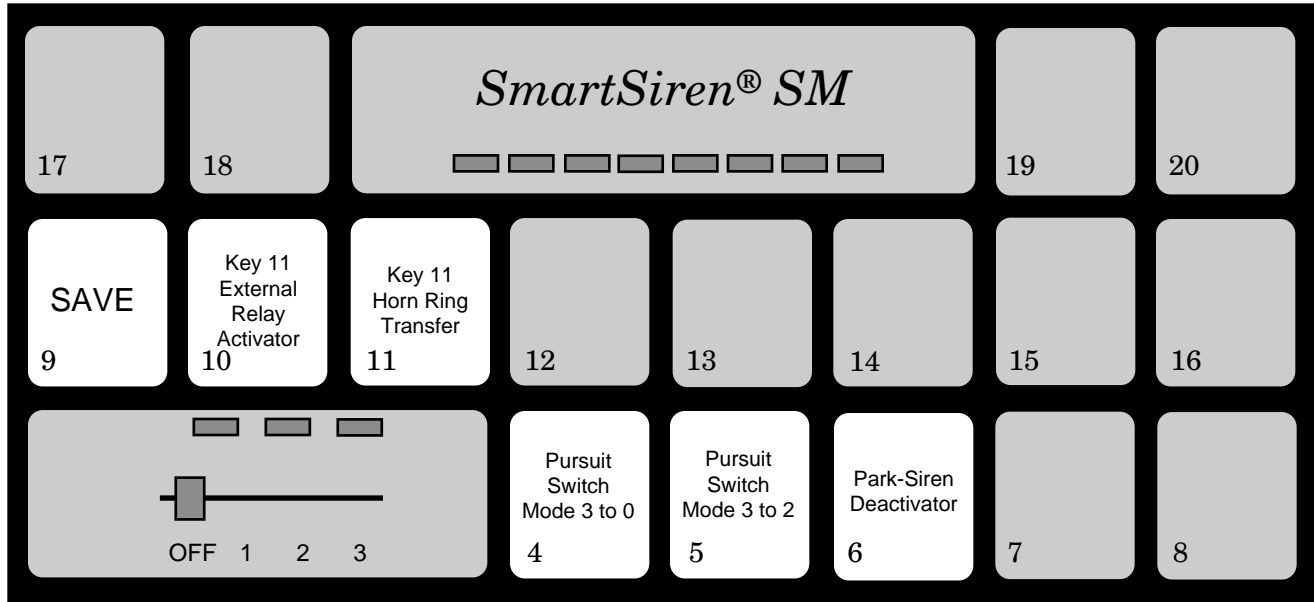 SmartSiren® SM
17
18
19
20
SAVE
9
Key 11
External
Relay
Activator
10
Key 11
Horn Ring
Transfer
11
12
13
14
15
16
OFF 1 2 3
Pursuit
Switch
Mode 3 to 0
4
Pursuit
Switch
Mode 3 to 2
5
Park-Siren
Deactivator
6
7
8